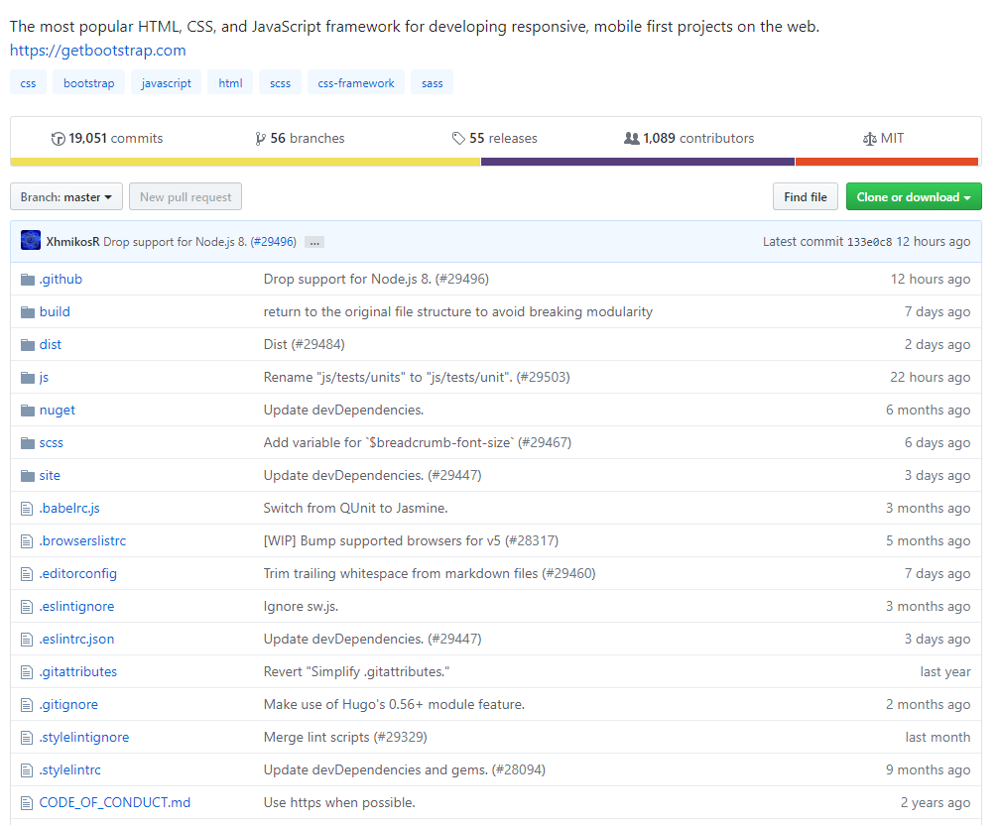 The most popular HTML, CSS, and JavaScript framework for developing responsive, mobile first projects on the web.
https://getbootstrap.com
css bootstrap javascript html scss css-framework sass
19,051 commits 56 branches 55 releases 1,089 contributors MIT
Branch: master New pull request Find file Clone or download
XhmikosR Drop support for Node.js 8. (#29496) ... Latest commit 133e0c8 12 hours ago
.github Drop support for Node.js 8. (#29496) 12 hours ago
build return to the original file structure to avoid breaking modularity 7 days ago
dist Dist (#29484) 2 days ago
js Rename "js/tests/units" to "js/tests/unit". (#29503) 22 hours ago
nuget Update devDependencies. 6 months ago
scss Add variable for `$breadcrumb-font-size` (#29467) 6 days ago
site Update devDependencies. (#29447) 3 days ago
.babelrc.js Switch from QUnit to Jasmine. 3 months ago
.browserslistrc [WIP] Bump supported browsers for v5 (#28317) 5 months ago
.editorconfig Trim trailing whitespace from markdown files (#29460) 7 days ago
.eslintignore Ignore sw.js. 3 months ago
.eslintrc.json Update devDependencies. (#29447) 3 days ago
.gitattributes Revert "Simplify .gitattributes." last year
.gitignore Make use of Hugo's 0.56+ module feature. 2 months ago
.stylelintignore Merge lint scripts (#29329) last month
.stylelintrc Update devDependencies and gems. (#28094) 9 months ago
CODE_OF_CONDUCT.md Use https when possible. 2 years ago